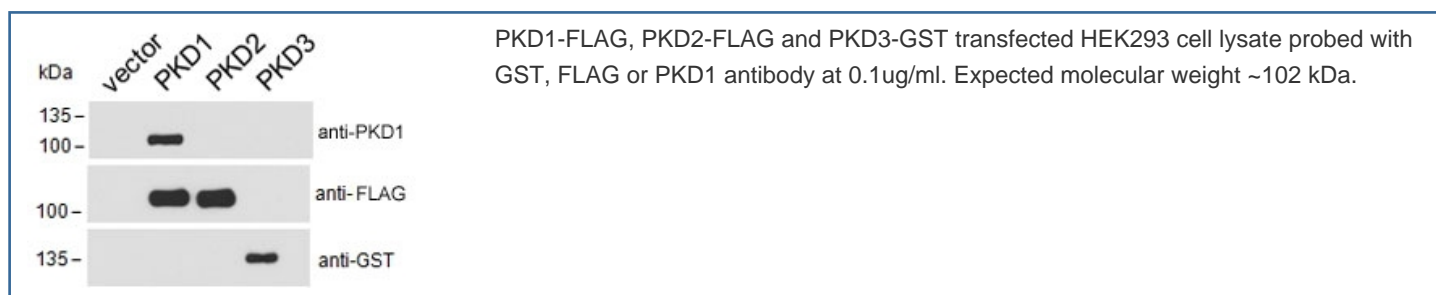 kDa
vector
PKD1
PKD2
PKD3
135 –
100 –
anti-PKD1
100 –
anti- FLAG
135 –
anti-GST
PKD1-FLAG, PKD2-FLAG and PKD3-GST transfected HEK293 cell lysate probed with
GST, FLAG or PKD1 antibody at 0.1ug/ml. Expected molecular weight ~102 kDa.